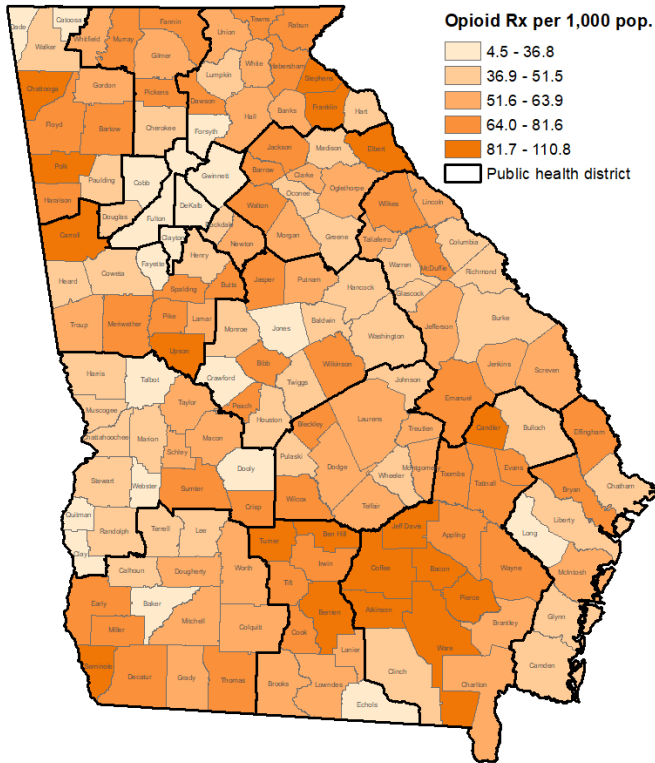 Opioid Rx per 1,000 pop.
4.5 - 36.8
36.9 - 51.5
51.6 - 63.9
64.0 - 81.6
81.7 - 110.8
Public health district
Dade
Catoosa
Walker
Whitfield
Murray
Fannin
Gilmer
Union
Towns
Rabun
White
Habersham
Lumpkin
Stephens
Chattooga
Gordon
Pickens
Dawson
Hall
Banks
Franklin
Hart
Floyd
Bartow
Cherokee
Forsyth
Jackson
Madison
Elbert
Polk
Paulding
Cobb
Gwinnett
Barrow
Clarke
Oglethorpe
Oconee
Wilkes
Lincoln
Haralson
Douglas
Fulton
DeKalb
Walton
Carroll
Clayton
Rockdale
Newton
Morgan
Greene
Taliaferro
Columbia
McDuffie
Warren
Richmond
Fayette
Henry
Heard
Coweta
Spalding
Butts
Jasper
Putnam
Hancock
Glascock
Burke
Troup
Meriwether
Pike
Lamar
Monroe
Jones
Baldwin
Washington
Jefferson
Upson
Bibb
Wilkinson
Jenkins
Screven
Harris
Talbot
Crawford
Twiggs
Johnson
Emanuel
Muscogee
Taylor
Peach
Houston
Laurens
Candler
Bulloch
Effingham
Chattahoochee
Marion
Macon
Bleckley
Treutlen
Schley
Pulaski
Dodge
Wheeler
Montgomery
Toombs
Tattnall
Evans
Stewart
Webster
Sumter
Dooly
Crisp
Wilcox
Telfair
Bryan
Chatham
Quitman
Randolph
Terrell
Lee
Turner
Ben Hill
Jeff Davis
Appling
Long
Liberty
Clay
Calhoun
Dougherty
Worth
Irwin
Coffee
Bacon
Wayne
McIntosh
Early
Baker
Mitchell
Tift
Pierce
Miller
Colquitt
Cook
Berrien
Atkinson
Ware
Brantley
Glynn
Seminole
Decatur
Grady
Thomas
Brooks
Lowndes
Lanier
Clinch
Charlton
Camden
Echols